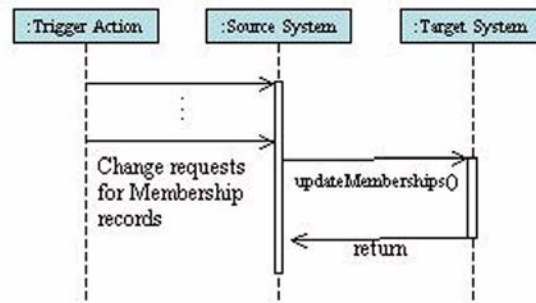 :Trigger Action
:Source System
:Target System
Change requests
for Membership
records
updateMemberships()
return